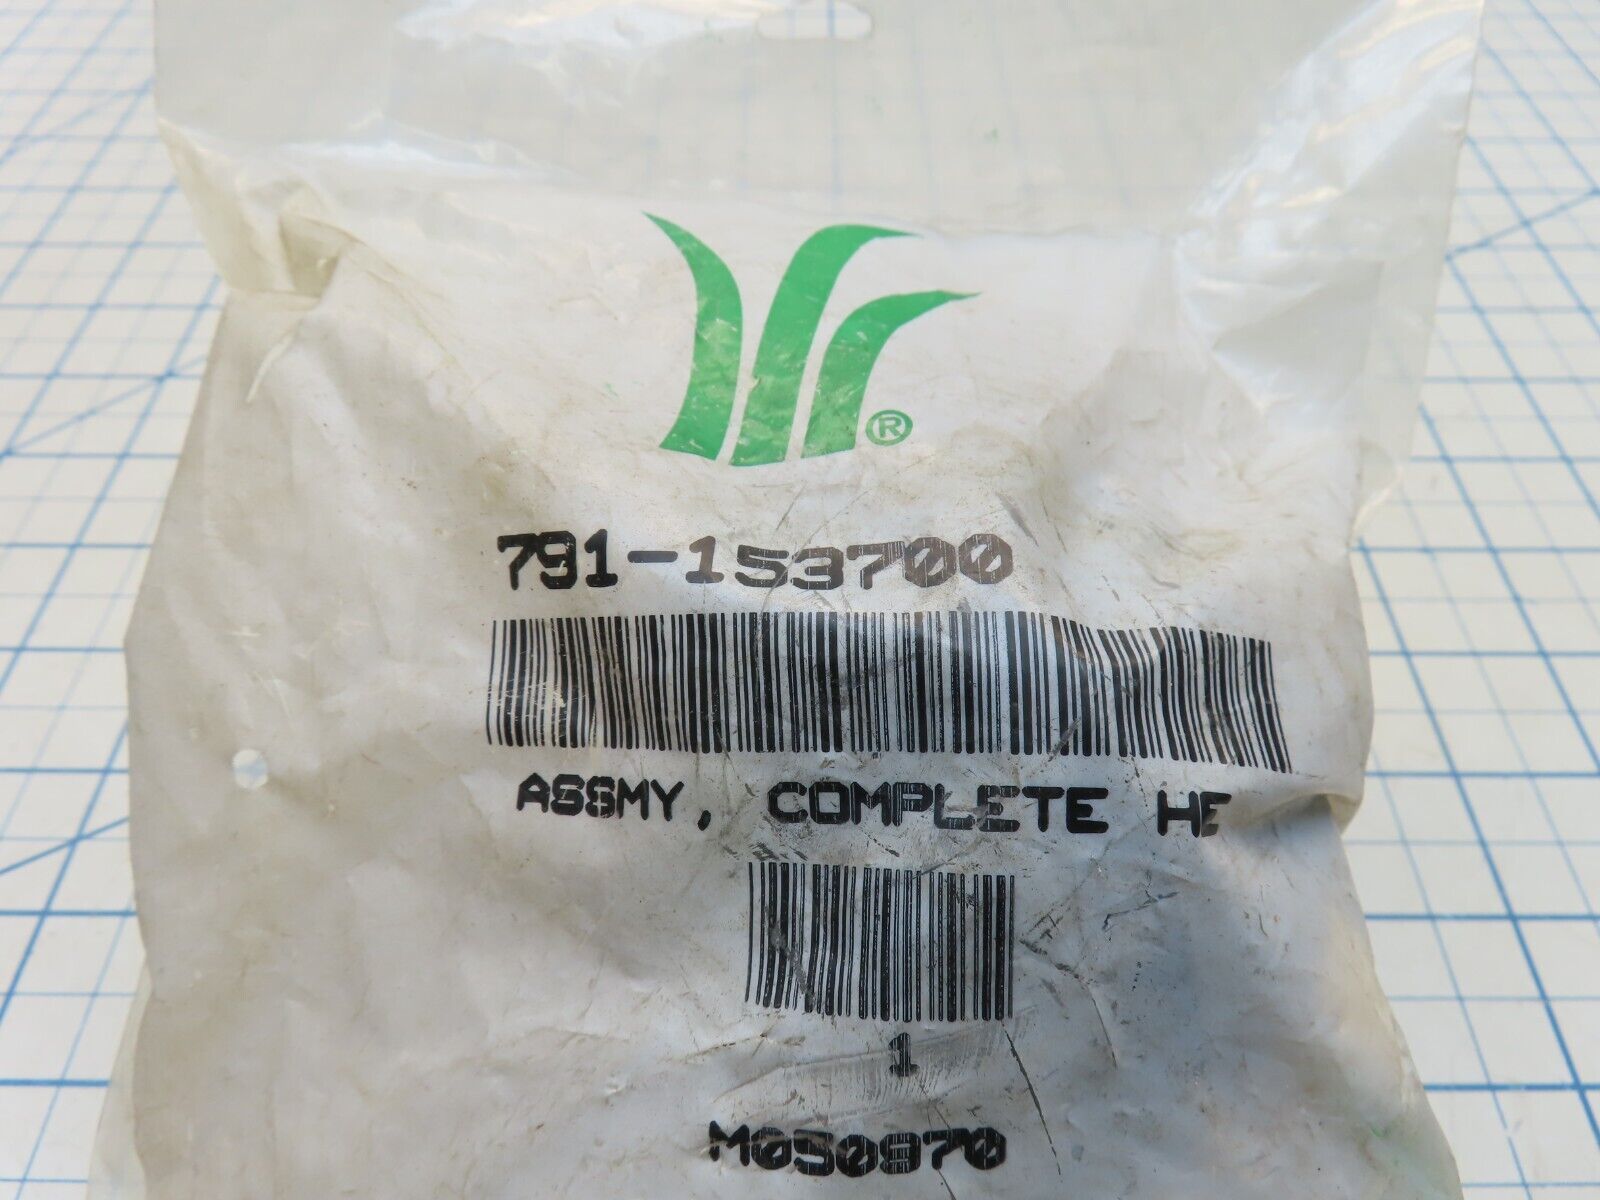 ®
791-153700
ASSMY, COMPLETE HE
1
M050970